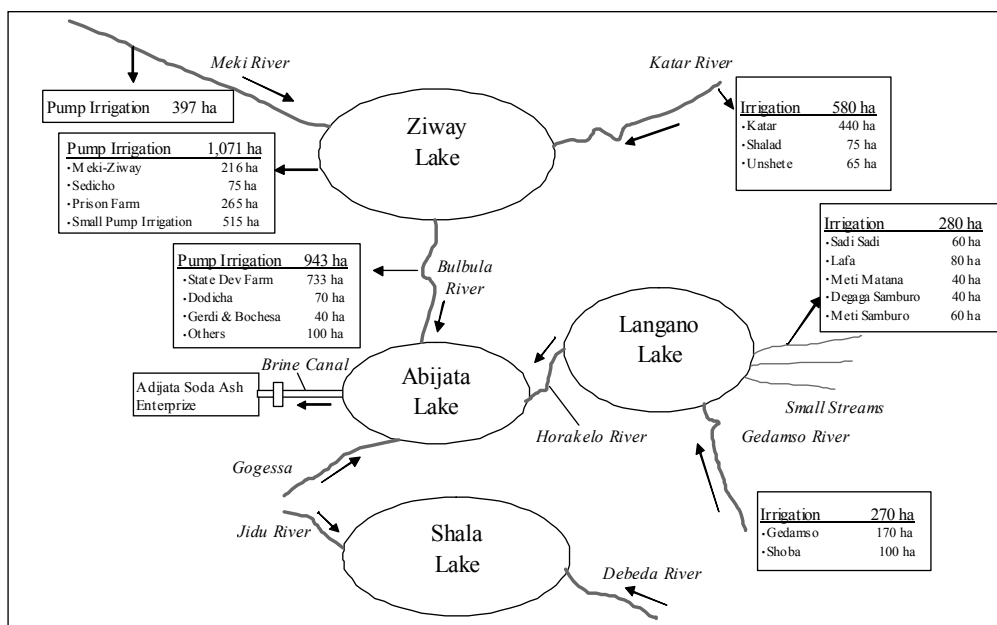 Meki River
Katar River
Pump Irrigation 397 ha
Ziway
Lake
Irrigation 580 ha
・Katar 440 ha
・Shalad 75 ha
・Unshete 65 ha
Pump Irrigation 1,071 ha
・Meki-Ziway 216 ha
・Sedicho 75 ha
・Prison Farm 265 ha
・Small Pump Irrigation 515 ha
Irrigation 280 ha
・Sadi Sadi 60 ha
・Lafa 80 ha
・Meti Matana 40 ha
・Degaga Samburo 40 ha
・Meti Samburo 60 ha
Pump Irrigation 943 ha
・State Dev Farm 733 ha
・Dodicha 70 ha
・Gerdi & Bochesa 40 ha
・Others 100 ha
Bulbula
River
Langano
Lake
Brine Canal
Abijata
Lake
Adijata Soda Ash
Enterprize
Small Streams
Horakelo River
Gedamso River
Gogessa
Irrigation 270 ha
・Gedamso 170 ha
・Shoba 100 ha
Jidu River
Shala
Lake
Debeda River